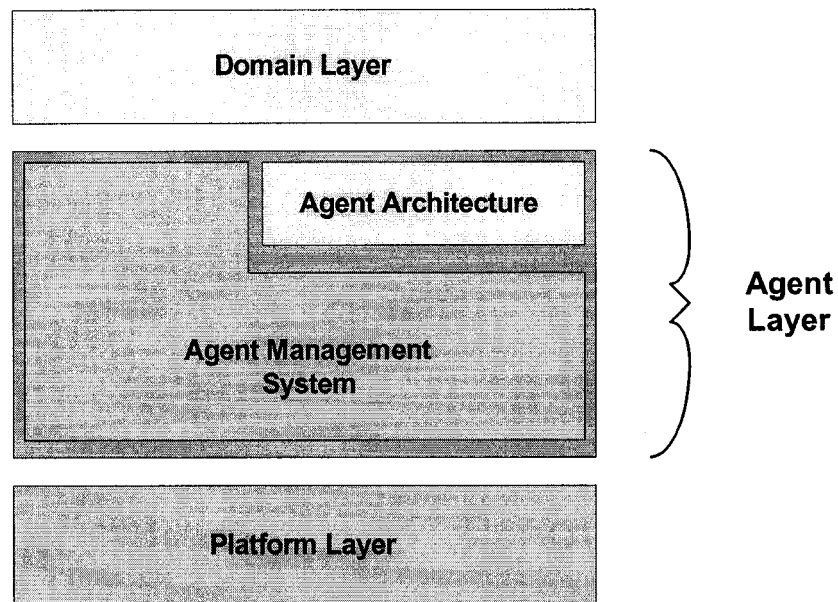 Domain Layer
Agent Architecture
Agent Management
System
Agent
Layer
Platform Layer